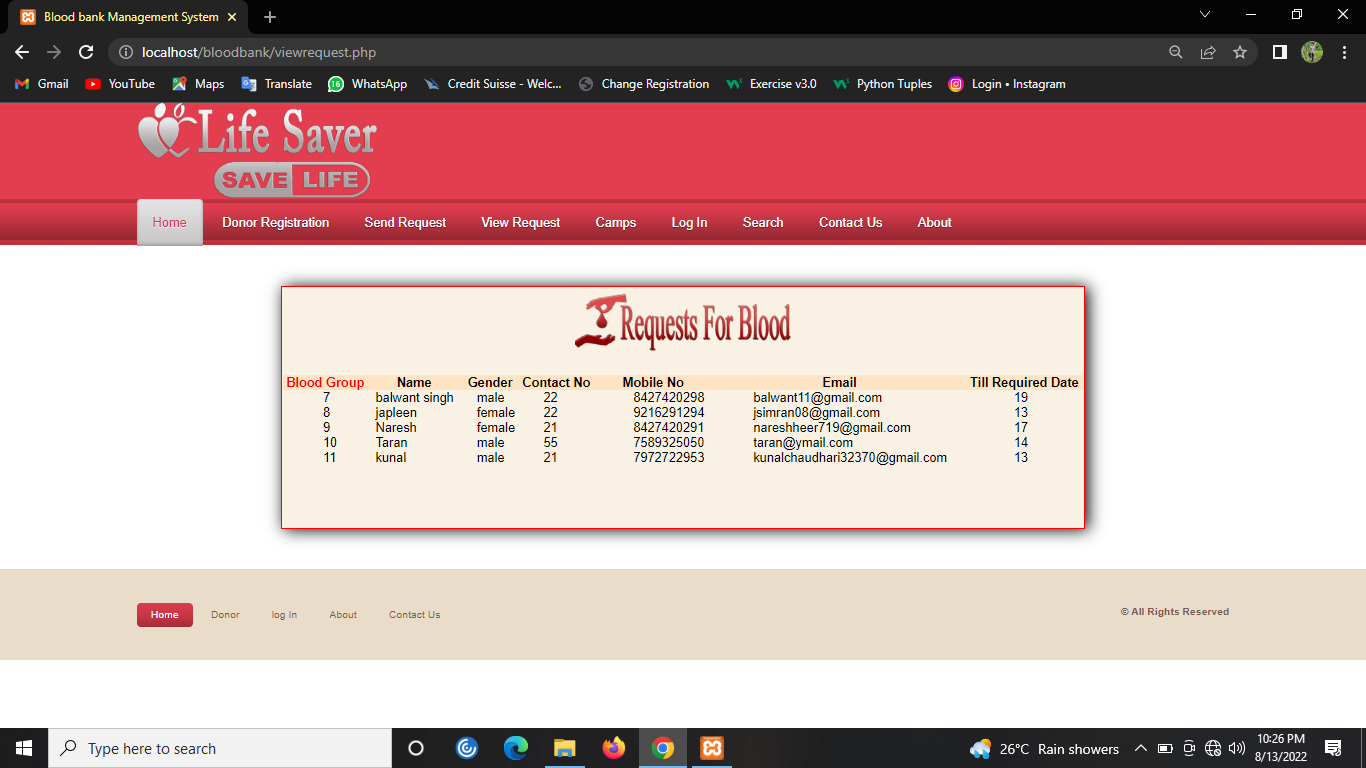 Blood bank Management System
localhost/bloodbank/viewrequest.php
Gmail YouTube Maps Translate 16 WhatsApp Credit Suisse - Welc... Change Registration Exercise v3.0 Python Tuples Login • Instagram
Life Saver
SAVE LIFE
Home Donor Registration Send Request View Request Camps Log In Search Contact Us About
Requests For Blood
Blood Group Name Gender Contact No Mobile No Email Till Required Date
7 balwant singh male 22 8427420298 balwant11@gmail.com 19
8 japleen female 22 9216291294 jsimran08@gmail.com 13
9 Naresh female 21 8427420291 nareshheer719@gmail.com 17
10 Taran male 55 7589325050 taran@ymail.com 14
11 kunal male 21 7972722953 kunalchaudhari32370@gmail.com 13
Home Donor log In About Contact Us © All Rights Reserved
Type here to search 26°C Rain showers 10:26 PM
8/13/2022